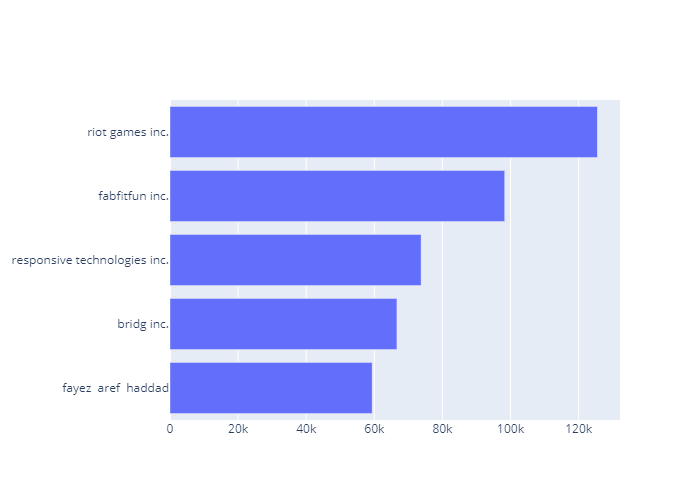 riot games inc.
fabfitfun inc.
responsive technologies inc.
bridg inc.
fayez  aref  haddad
0 20k 40k 60k 80k 100k 120k